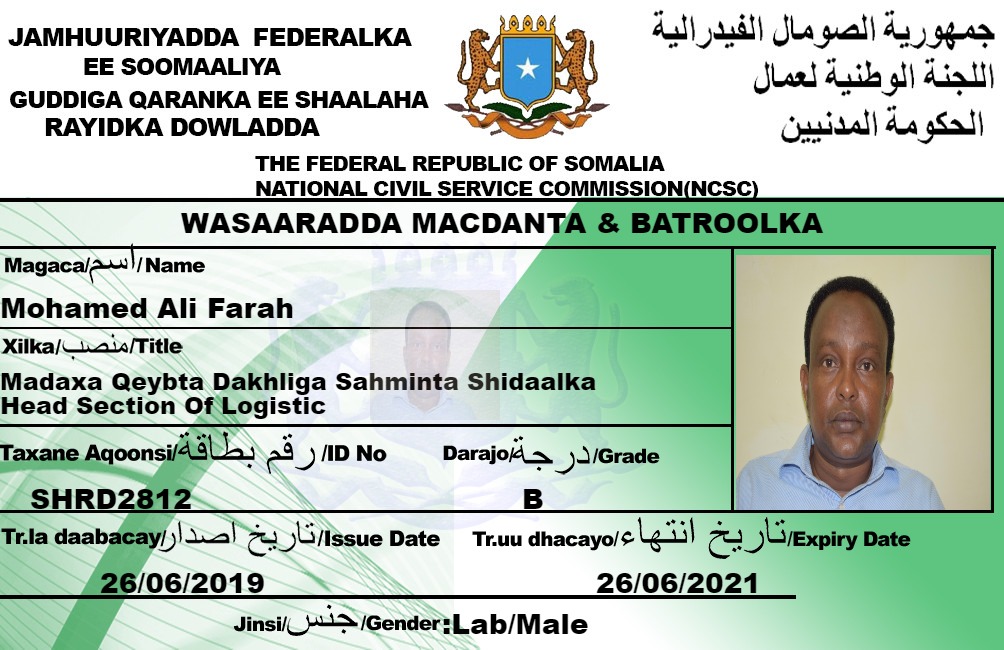 JAMHUURIYADDA FEDERALKA
EE SOOMAALIYA
GUDDIGA QARANKA EE SHAALAHA
RAYIDKA DOWLADDA
جمهورية الصومال الفيدرالية
اللجنة الوطنية لعمال
الحكومة المدنيين
THE FEDERAL REPUBLIC OF SOMALIA
NATIONAL CIVIL SERVICE COMMISSION(NCSC)
WASAARADDA MACDANTA & BATROOLKA
Magaca/اسم/Name
Mohamed Ali Farah
Xilka/منصب/Title
Madaxa Qeybta Dakhliga Sahminta Shidaalka
Head Section Of Logistic
Taxane Aqoonsi/رقم بطاقة/ID No
Darajo/درجة/Grade
SHRD2812
B
Tr.la daabacay/تاريخ اصدار/Issue Date
Tr.uu dhacayo/تاريخ انتهاء/Expiry Date
26/06/2019
26/06/2021
Jinsi/جنس/Gender:Lab/Male